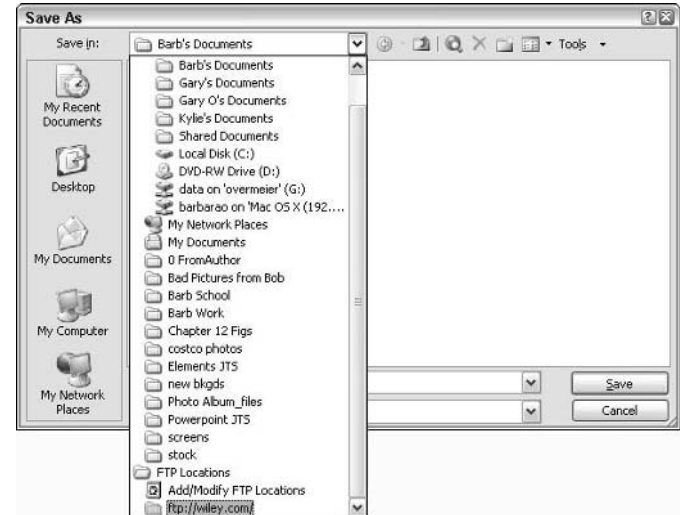 Save As
Save in: Barb's Documents Tools
Barb's Documents
Gary's Documents
Gary O's Documents
Kylie's Documents
Shared Documents
Local Disk (C:)
DVD-RW Drive (D:)
data on 'overmeier' (G:)
barbarao on 'Mac OS X (192....
My Network Places
My Documents
0 FromAuthor
Bad Pictures from Bob
Barb School
Barb Work
Chapter 12 Figs
costco photos
Elements JTS
new bkgds
Photo Album_files
Powerpoint JTS
screens
stock
FTP Locations
Add/Modify FTP Locations
ftp://wiley.com/
My Recent
Documents
Desktop
My Documents
My Computer
My Network
Places
Save
Cancel